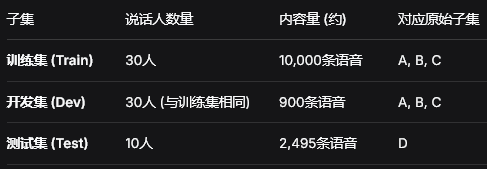 子集 说话人数量 内容量 (约) 对应原始子集
训练集 (Train) 30人 10,000条语音 A, B, C
开发集 (Dev) 30人 (与训练集相同) 900条语音 A, B, C
测试集 (Test) 10人 2,495条语音 D